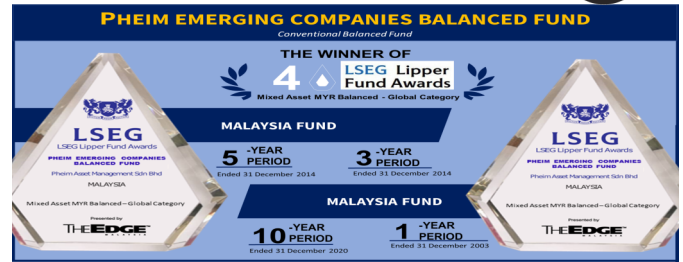 PHEIM EMERGING COMPANIES BALANCED FUND
Conventional Balanced Fund
THE WINNER OF
4 LSEG Lipper
Fund Awards
Mixed Asset MYR Balanced - Global Category
LSEG
LSEG Lipper Fund Awards
PHEIM EMERGING COMPANIES
BALANCED FUND
Pheim Asset Management Sdn Bhd
MALAYSIA
Mixed Asset MYR Balanced—Global Category
Presented by
THE EDGE
MALAYSIA
MALAYSIA FUND
5 -YEAR
PERIOD
Ended 31 December 2014
3 -YEAR
PERIOD
Ended 31 December 2014
MALAYSIA FUND
10 -YEAR
PERIOD
Ended 31 December 2020
1 -YEAR
PERIOD
Ended 31 December 2003
LSEG
LSEG Lipper Fund Awards
PHEIM EMERGING COMPANIES
BALANCED FUND
Pheim Asset Management Sdn Bhd
MALAYSIA
Mixed Asset MYR Balanced—Global Category
Presented by
THE EDGE
MALAYSIA